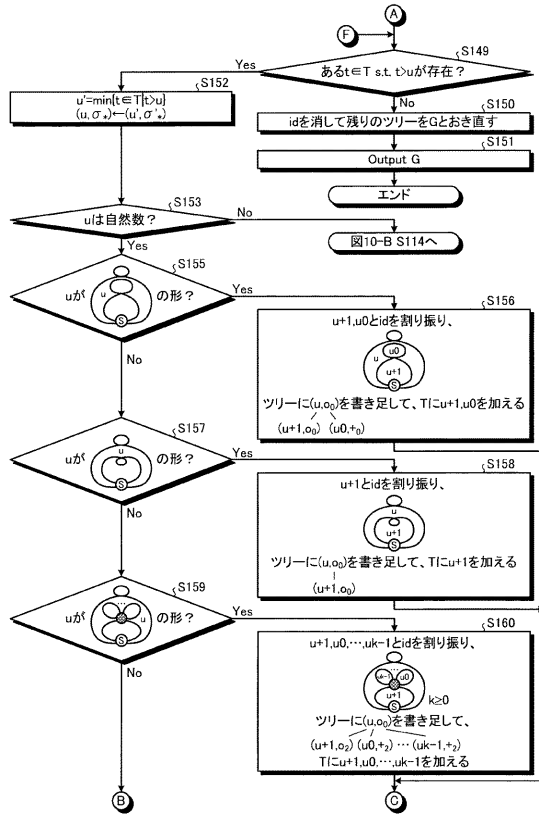 A
F
S149
あるt∈T s.t. t>uが存在？
Yes
No
S152
u'=min{t∈T|t>u}
(u,σ*)←(u',σ'*)
S150
idを消して残りのツリーをGとおき直す
S151
Output G
エンド
S153
uは自然数？
No
Yes
図10-B S114へ
S155
uが
u
S
の形？
Yes
No
S156
u+1,u0とidを割り振り、
u0
u
u+1
S
ツリーに(u,o0)を書き足して、Tにu+1,u0を加える
(u+1,o0) (u0,+0)
S157
uが
u
S
の形？
Yes
No
S158
u+1とidを割り振り、
u
u+1
S
ツリーに(u,o0)を書き足して、Tにu+1を加える
(u+1,o0)
S159
uが
…
u
S
の形？
Yes
No
S160
u+1,u0,…,uk-1とidを割り振り、
…
uk-1
u0
u+1
S
k≥0
ツリーに(u,o0)を書き足して、
(u+1,o2) (u0,+2) … (uk-1,+2)
Tにu+1,u0,…,uk-1を加える
B
C